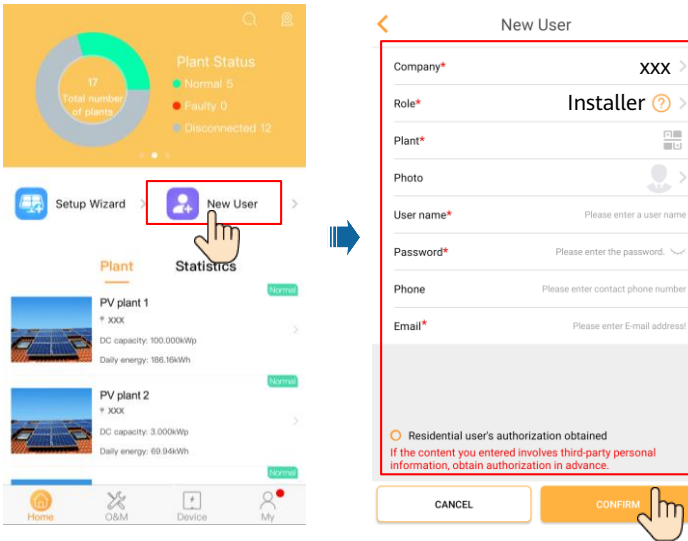 Plant Status
17
Total number
of plants
Normal 5
Faulty 0
Disconnected 12
Setup Wizard
New User
Plant
Statistics
Normal
PV plant 1
XXX
DC capacity: 100.000kWp
Daily energy: 186.16kWh
Normal
PV plant 2
XXX
DC capacity: 3.000kWp
Daily energy: 69.94kWh
Normal
Home
O&M
Device
My
New User
Company*
xxx
Role*
Installer ?
Plant*
Photo
User name*
Please enter a user name
Password*
Please enter the password.
Phone
Please enter contact phone number
Email*
Please enter E-mail address!
Residential user's authorization obtained
If the content you entered involves third-party personal
information, obtain authorization in advance.
CANCEL
CONFIRM